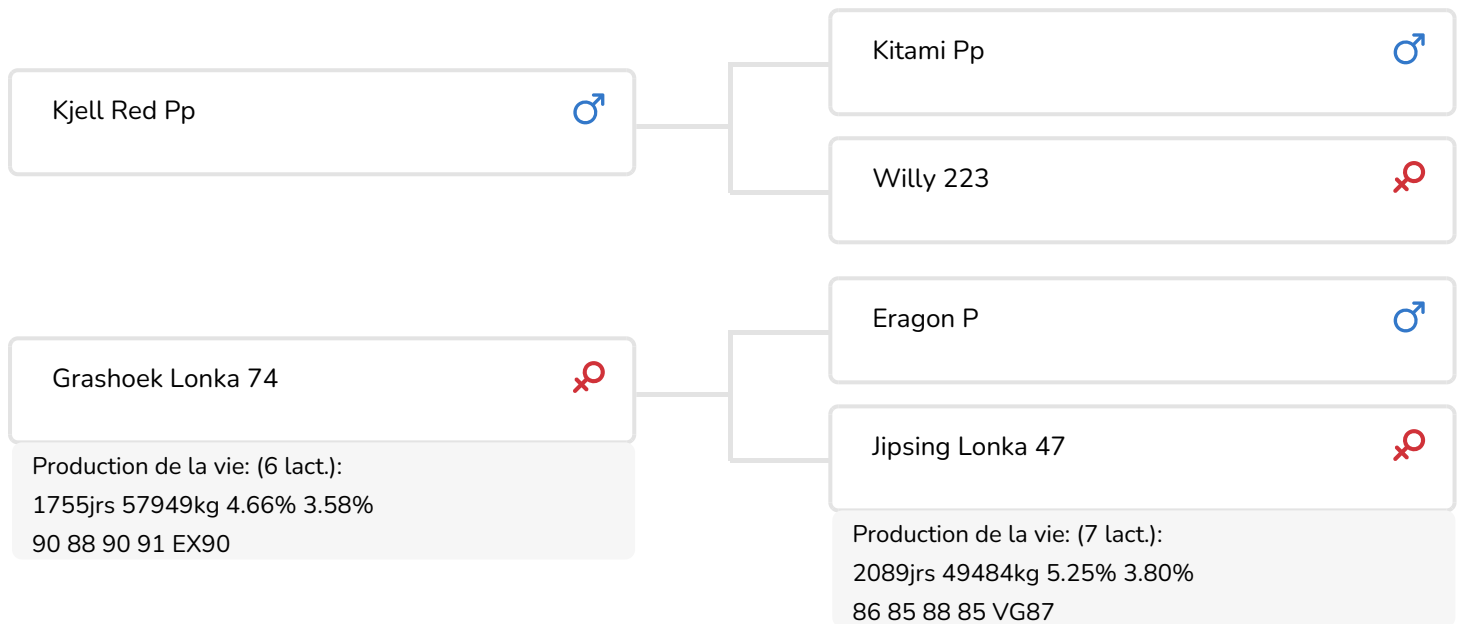 Kjell Red Pp
Kitami Pp
Willy 223
Grashoek Lonka 74
Production de la vie: (6 lact.):
1755jrs 57949kg 4.66% 3.58%
90 88 90 91 EX90
Eragon P
Jipsing Lonka 47
Production de la vie: (7 lact.):
2089jrs 49484kg 5.25% 3.80%
86 85 88 85 VG87